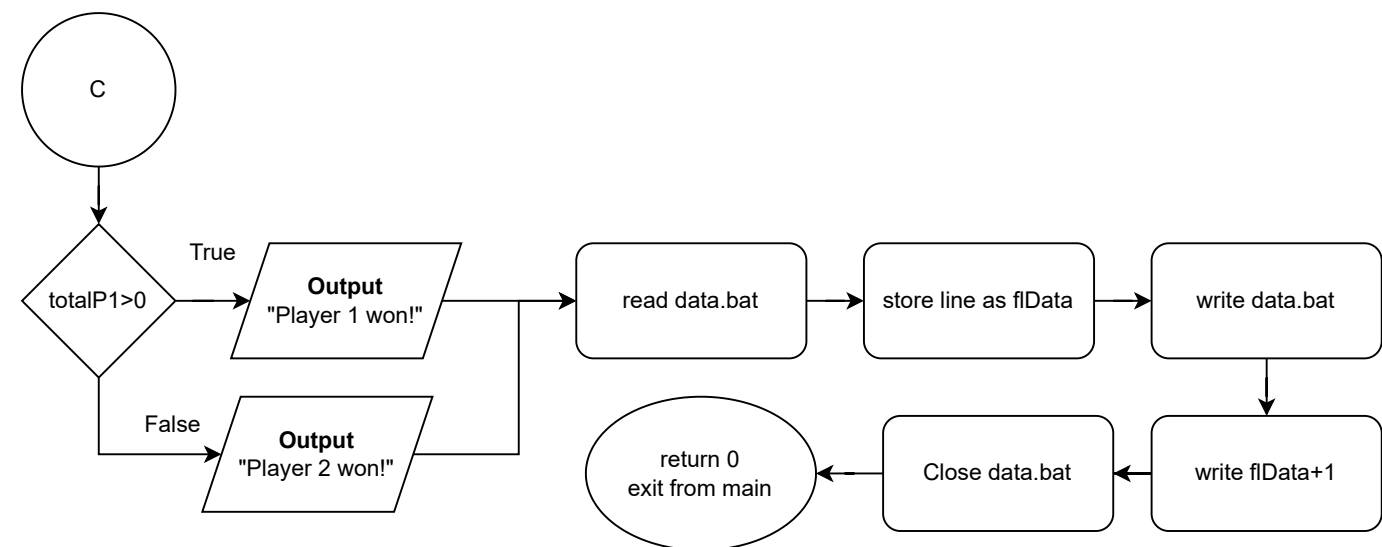 C
totalP1>0
True
Output
"Player 1 won!"
read data.bat
store line as flData
write data.bat
False
Output
"Player 2 won!"
return 0
exit from main
Close data.bat
write flData+1